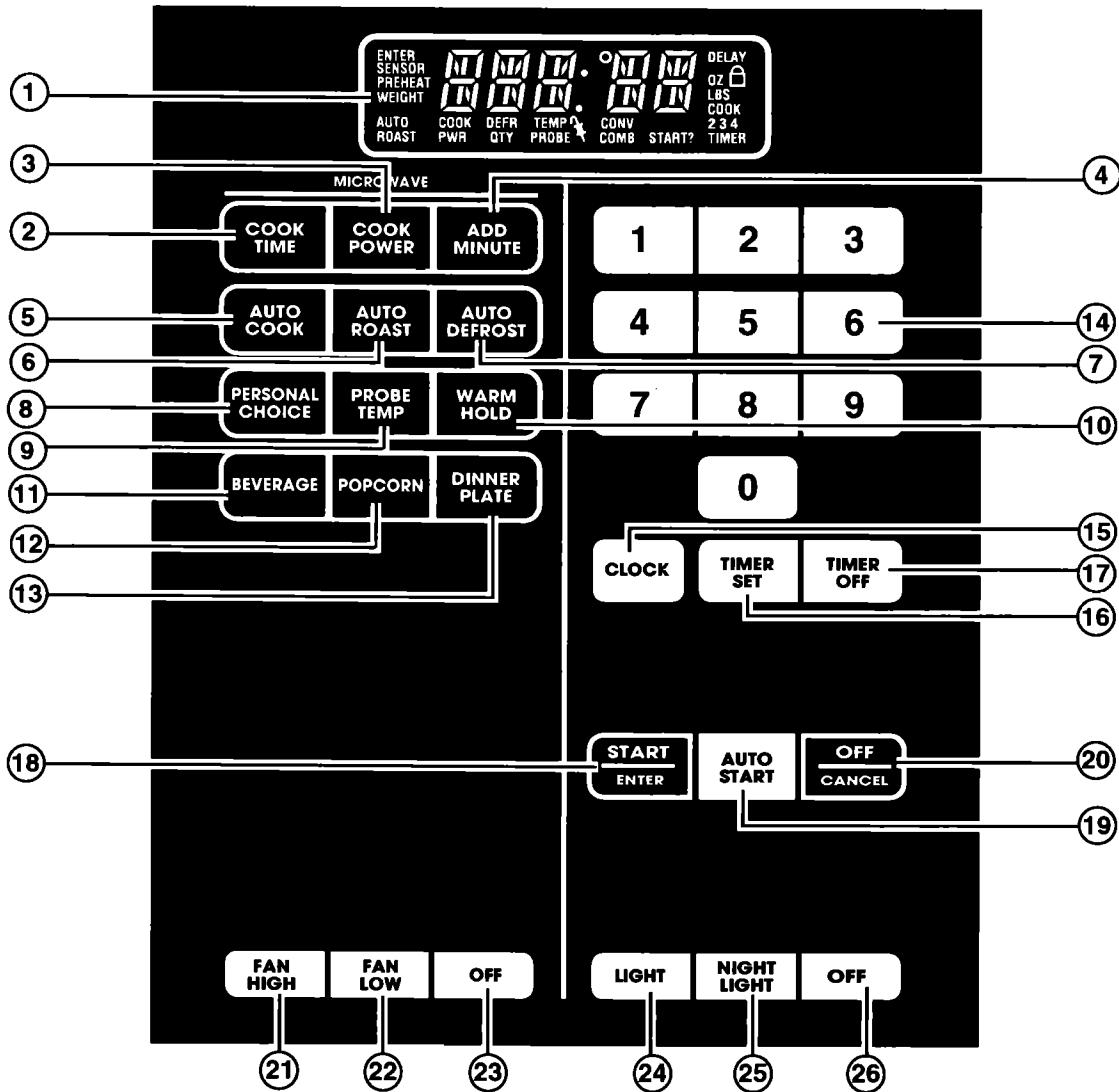 ENTER
SENSOR
PREHEAT
WEIGHT
AUTO
ROAST
COOK
PWR
DEFR
QTY
TEMP
PROBE
CONV
COMB
START?
DELAY
OZ
LBS
COOK
2 3 4
TIMER
1
3
4
MICROWAVE
2
COOK
TIME
COOK
POWER
ADD
MINUTE
1 2 3
5
AUTO
COOK
AUTO
ROAST
AUTO
DEFROST
4 5 6
14
6
7
8
PERSONAL
CHOICE
PROBE
TEMP
WARM
HOLD
7 8 9
10
9
11
BEVERAGE
POPCORN
DINNER
PLATE
0
12
15
13
CLOCK
TIMER
SET
TIMER
OFF
17
16
18
START
ENTER
AUTO
START
OFF
CANCEL
20
19
FAN
HIGH
FAN
LOW
OFF
LIGHT
NIGHT
LIGHT
OFF
21 22 23 24 25 26